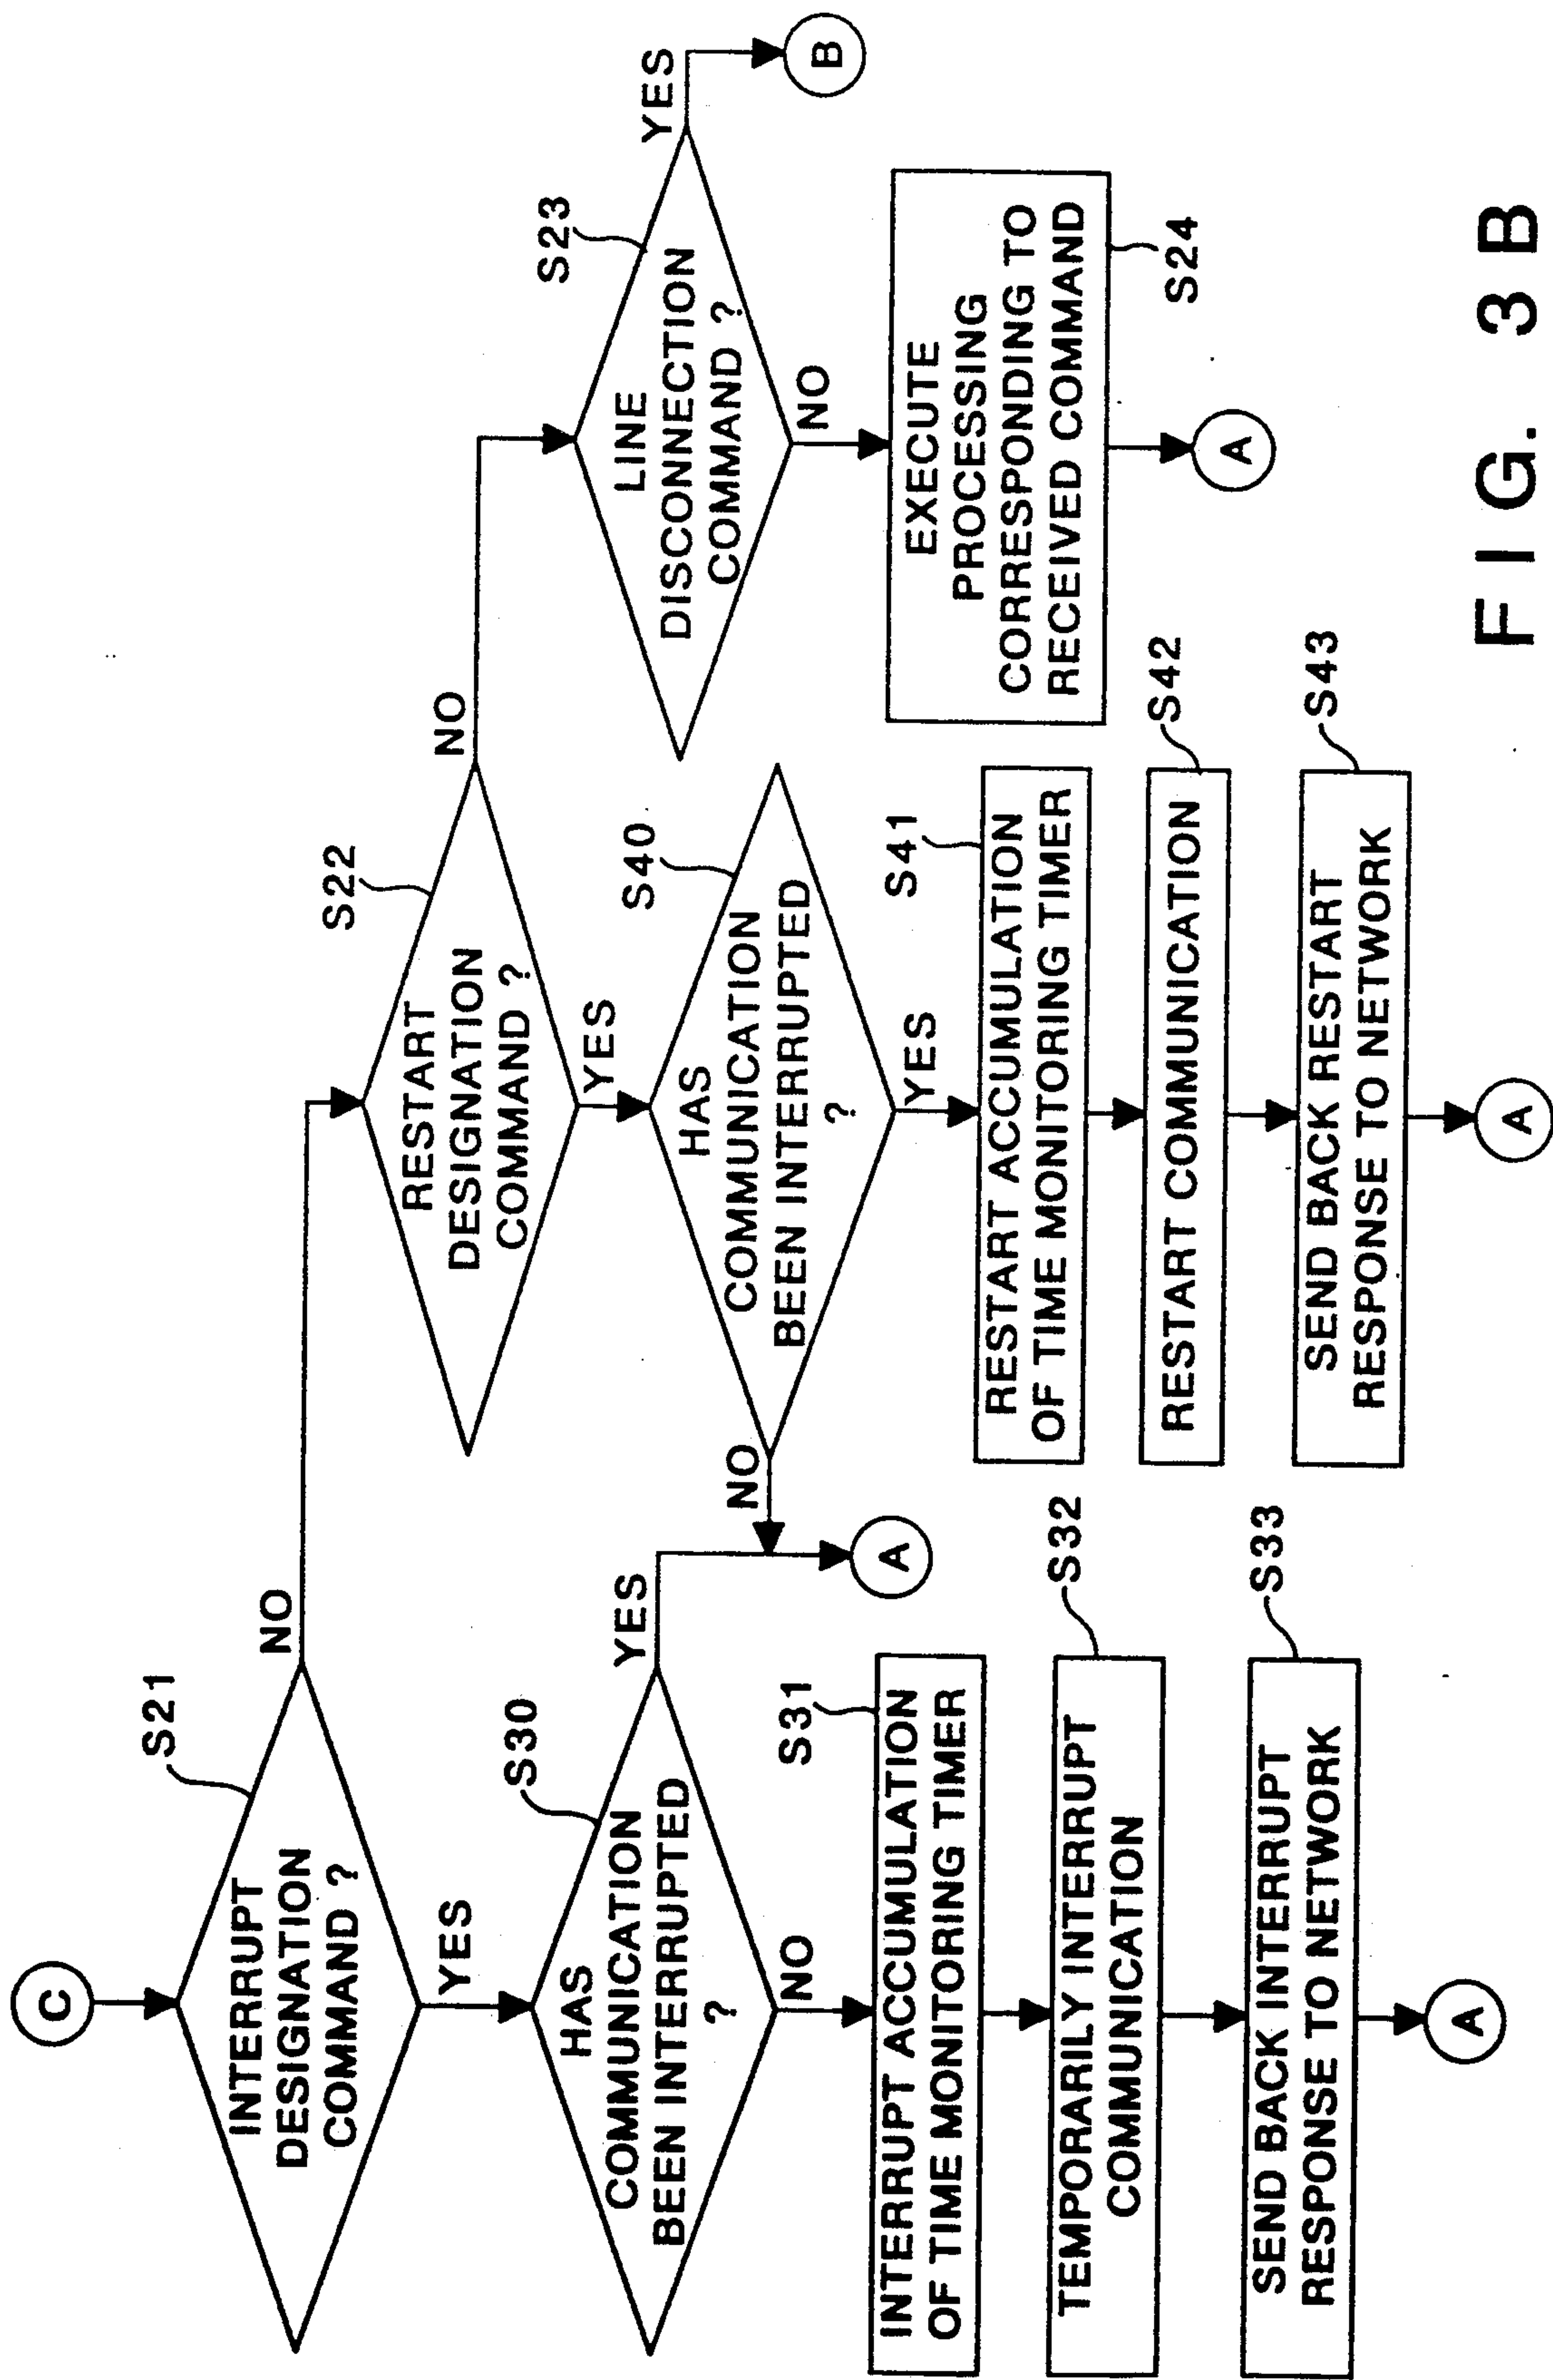 C
INTERRUPT
DESIGNATION
COMMAND ?
S21
NO
YES
HAS
COMMUNICATION
BEEN INTERRUPTED
?
S30
YES
NO
A
INTERRUPT ACCUMULATION
OF TIME MONITORING TIMER
S31
TEMPORARILY INTERRUPT
COMMUNICATION
S32
SEND BACK INTERRUPT
RESPONSE TO NETWORK
S33
A
RESTART
DESIGNATION
COMMAND ?
S22
NO
YES
HAS
COMMUNICATION
BEEN INTERRUPTED
?
S40
NO
YES
RESTART ACCUMULATION
OF TIME MONITORING TIMER
S41
RESTART COMMUNICATION
S42
SEND BACK RESTART
RESPONSE TO NETWORK
S43
A
LINE
DISCONNECTION
COMMAND ?
S23
YES
B
NO
EXECUTE
PROCESSING
CORRESPONDING TO
RECEIVED COMMAND
S24
A
FIG. 3B